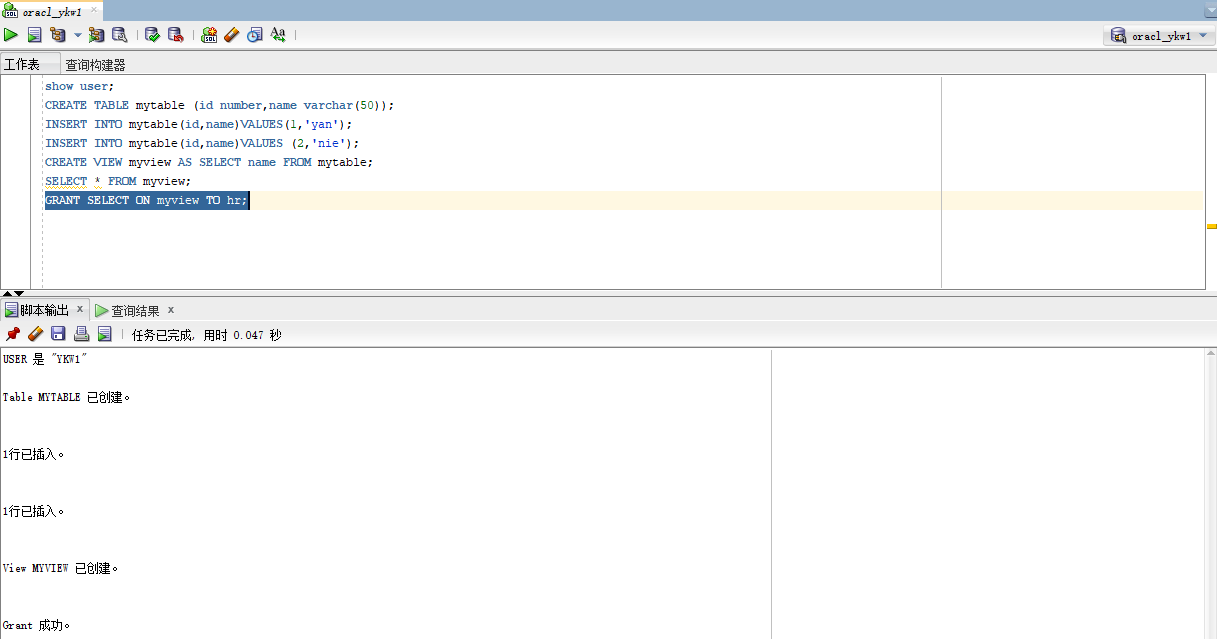 oracl_ykw1
oracl_ykw1
工作表
查询构建器
show user;
CREATE TABLE mytable (id number,name varchar(50));
INSERT INTO mytable(id,name)VALUES(1,'yan');
INSERT INTO mytable(id,name)VALUES (2,'nie');
CREATE VIEW myview AS SELECT name FROM mytable;
SELECT * FROM myview;
GRANT SELECT ON myview TO hr;
脚本输出 x
查询结果 x
任务已完成, 用时 0.047 秒
USER 是 "YKW1"
Table MYTABLE 已创建。
1行已插入。
1行已插入。
View MYVIEW 已创建。
Grant 成功。